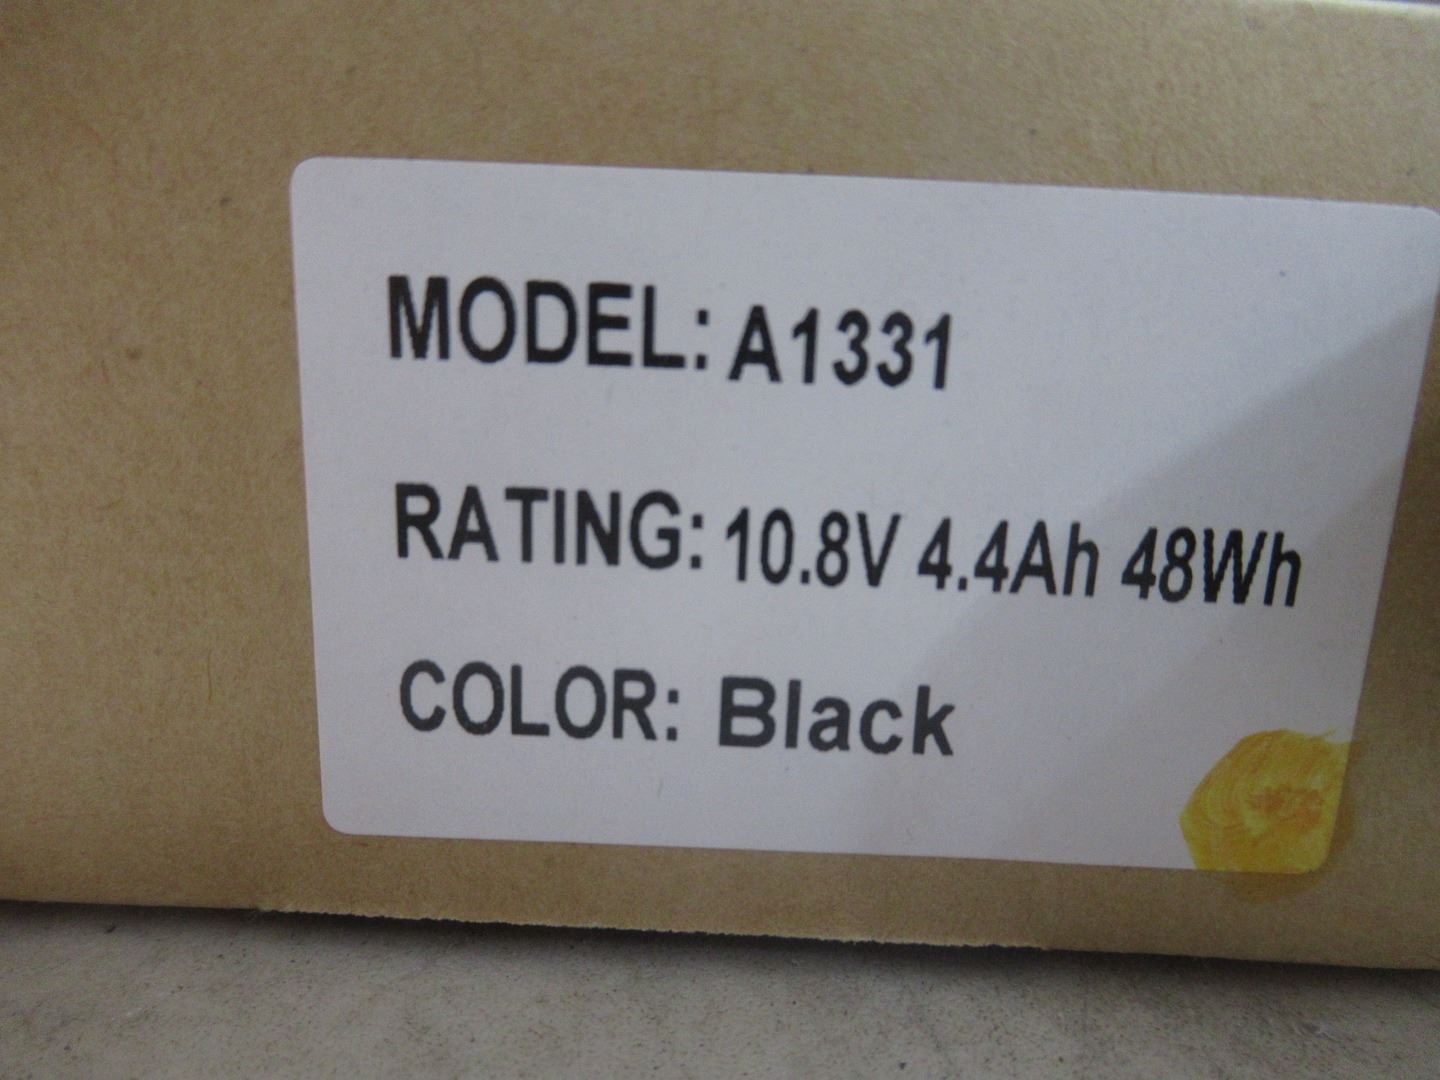 MODEL: A1331
RATING: 10.8V 4.4Ah 48Wh
COLOR: Black